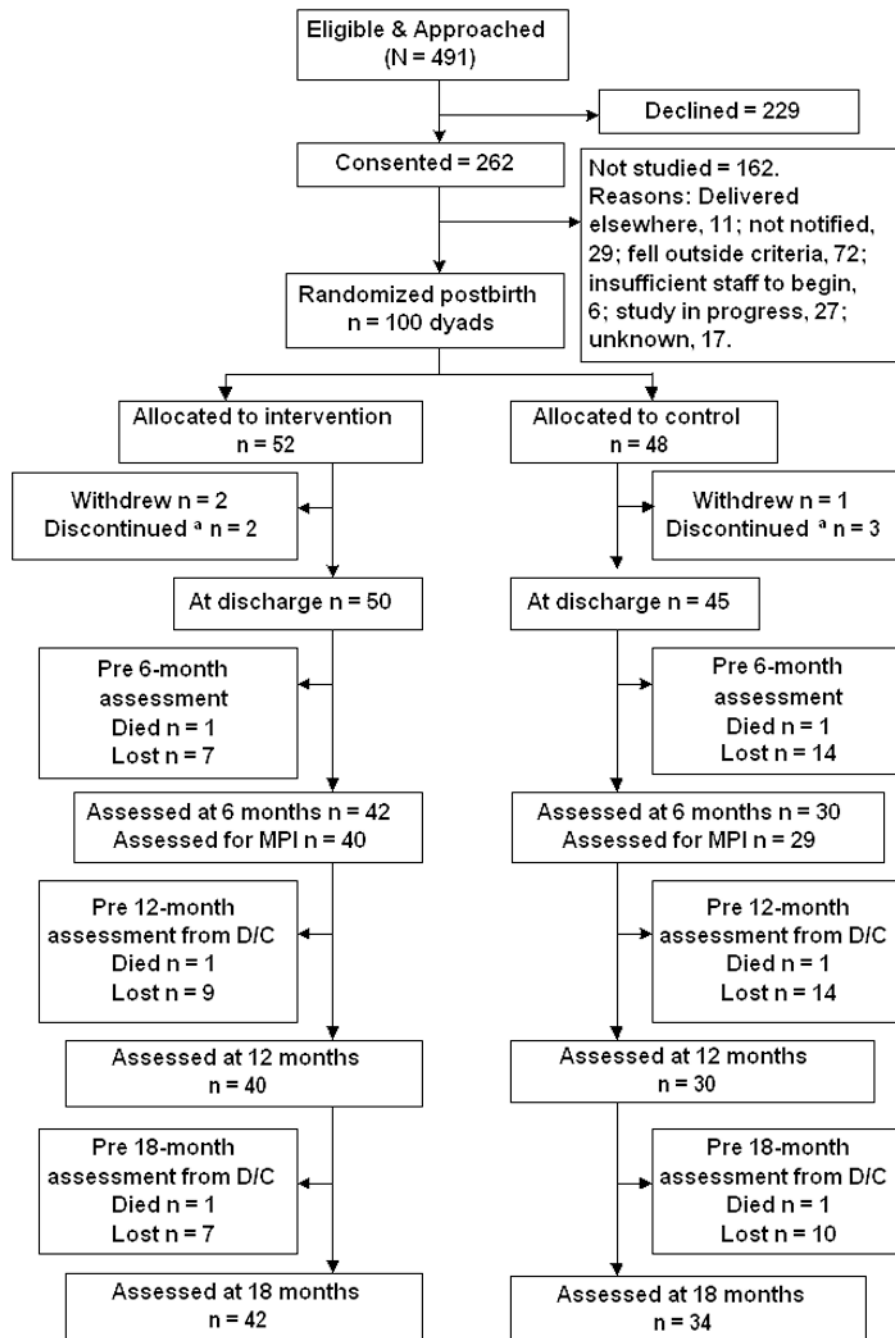 Eligible & Approached
(N = 491)
Declined = 229
Consented = 262
Not studied = 162.
Reasons: Delivered
elsewhere, 11; not notified,
29; fell outside criteria, 72;
insufficient staff to begin,
6; study in progress, 27;
unknown, 17.
Randomized postbirth
n = 100 dyads
Allocated to intervention
n = 52
Allocated to control
n = 48
Withdrew n = 2
Discontinued ª n = 2
Withdrew n = 1
Discontinued ª n = 3
At discharge n = 50
At discharge n = 45
Pre 6-month
assessment
Died n = 1
Lost n = 7
Pre 6-month
assessment
Died n = 1
Lost n = 14
Assessed at 6 months n = 42
Assessed for MPI n = 40
Assessed at 6 months n = 30
Assessed for MPI n = 29
Pre 12-month
assessment from D/C
Died n = 1
Lost n = 9
Pre 12-month
assessment from D/C
Died n = 1
Lost n = 14
Assessed at 12 months
n = 40
Assessed at 12 months
n = 30
Pre 18-month
assessment from D/C
Died n = 1
Lost n = 7
Pre 18-month
assessment from D/C
Died n = 1
Lost n = 10
Assessed at 18 months
n = 42
Assessed at 18 months
n = 34